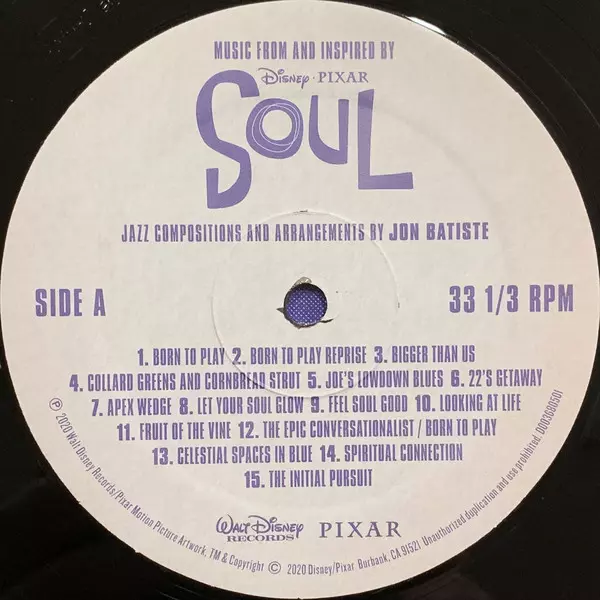 MUSIC FROM AND INSPIRED BY
Disney · PIXAR
SOUL
JAZZ COMPOSITIONS AND ARRANGEMENTS BY JON BATISTE
SIDE A
33 1/3 RPM
1. BORN TO PLAY 2. BORN TO PLAY REPRISE 3. BIGGER THAN US
4. COLLARD GREENS AND CORNBREAD STRUT 5. JOE'S LOWDOWN BLUES 6. 22'S GETAWAY
7. APEX WEDGE 8. LET YOUR SOUL GLOW 9. FEEL SOUL GOOD 10. LOOKING AT LIFE
11. FRUIT OF THE VINE 12. THE EPIC CONVERSATIONALIST / BORN TO PLAY
13. CELESTIAL SPACES IN BLUE 14. SPIRITUAL CONNECTION
15. THE INITIAL PURSUIT
WALT DISNEY RECORDS
PIXAR
℗ 2020 Walt Disney Records/Pixar Motion Picture Artwork, TM & Copyright © 2020 Disney/Pixar. Burbank, CA 91521 Unauthorized duplication and use prohibited. D003695501